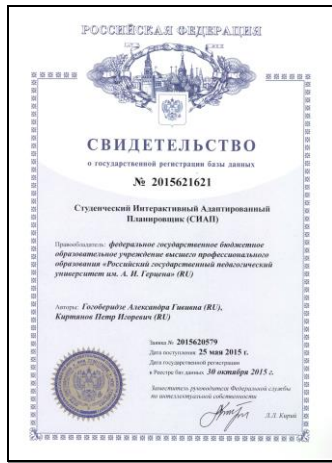 РОССИЙСКАЯ ФЕДЕРАЦИЯ
СВИДЕТЕЛЬСТВО
о государственной регистрации базы данных
№ 2015621621
Студенческий Интерактивный Адаптированный
Планировщик (СИАП)
Правообладатель: федеральное государственное бюджетное
образовательное учреждение высшего профессионального
образования «Российский государственный педагогический
университет им. А. И. Герцена» (RU)
Авторы: Гогоберидзе Александра Гививна (RU),
Киртянов Петр Игоревич (RU)
Заявка № 2015620579
Дата поступления 25 мая 2015 г.
Дата государственной регистрации
в Реестре баз данных 30 октября 2015 г.
Заместитель руководителя Федеральной службы
по интеллектуальной собственности
Л.Л. Кирий